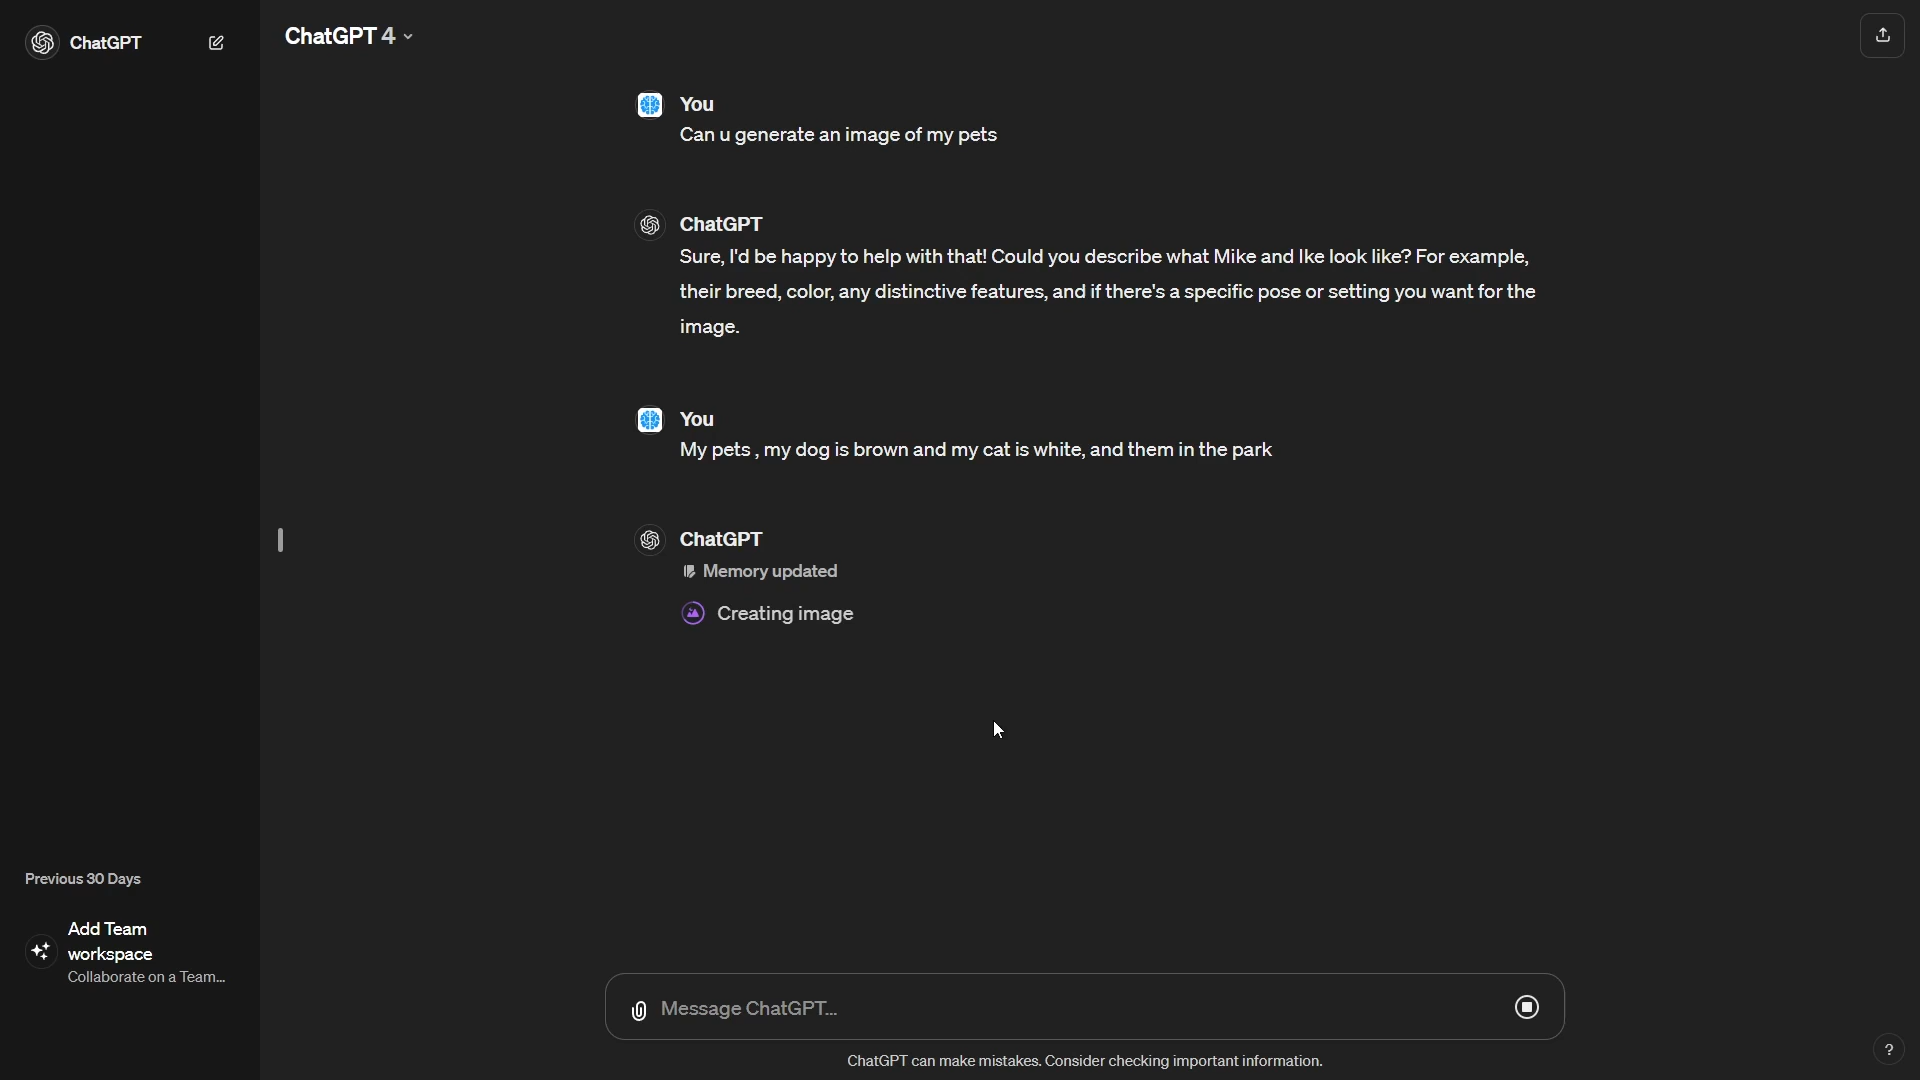 ChatGPT
ChatGPT 4
You
Can u generate an image of my pets
ChatGPT
Sure, I'd be happy to help with that! Could you describe what Mike and Ike look like? For example,
their breed, color, any distinctive features, and if there's a specific pose or setting you want for the
image.
You
My pets , my dog is brown and my cat is white, and them in the park
ChatGPT
Memory updated
Creating image
Previous 30 Days
Add Team
workspace
Collaborate on a Team...
Message ChatGPT...
ChatGPT can make mistakes. Consider checking important information.
?